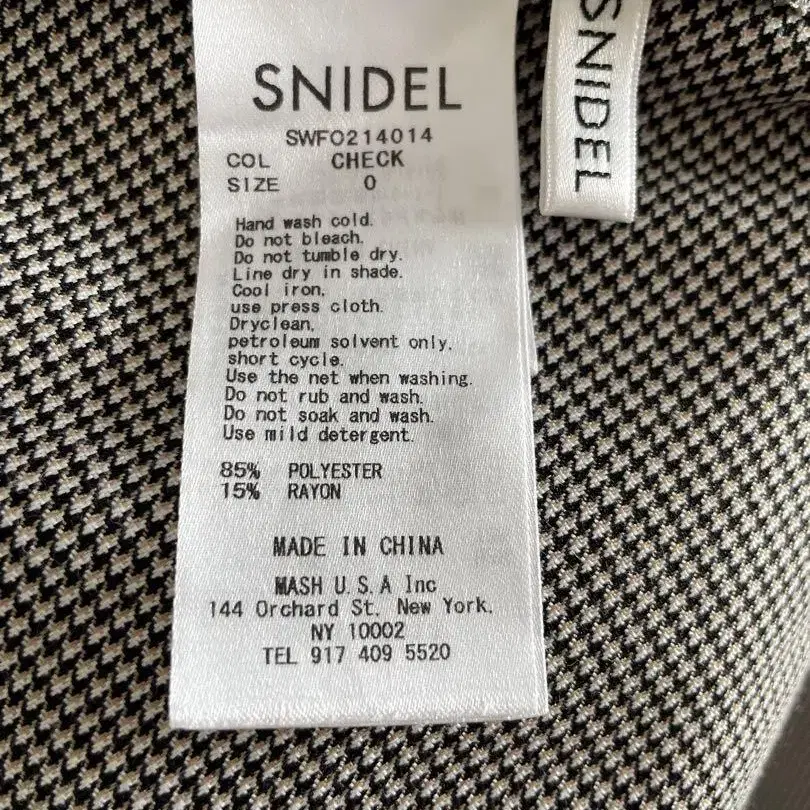 SNIDEL
SWFO214014
COL CHECK
SIZE 0
Hand wash cold.
Do not bleach.
Do not tumble dry.
Line dry in shade.
Cool iron,
use press cloth.
Dryclean,
petroleum solvent only,
short cycle.
Use the net when washing.
Do not rub and wash.
Do not soak and wash.
Use mild detergent.
85% POLYESTER
15% RAYON
MADE IN CHINA
MASH U.S.A Inc
144 Orchard St, New York,
NY 10002
TEL 917 409 5520
SNIDEL